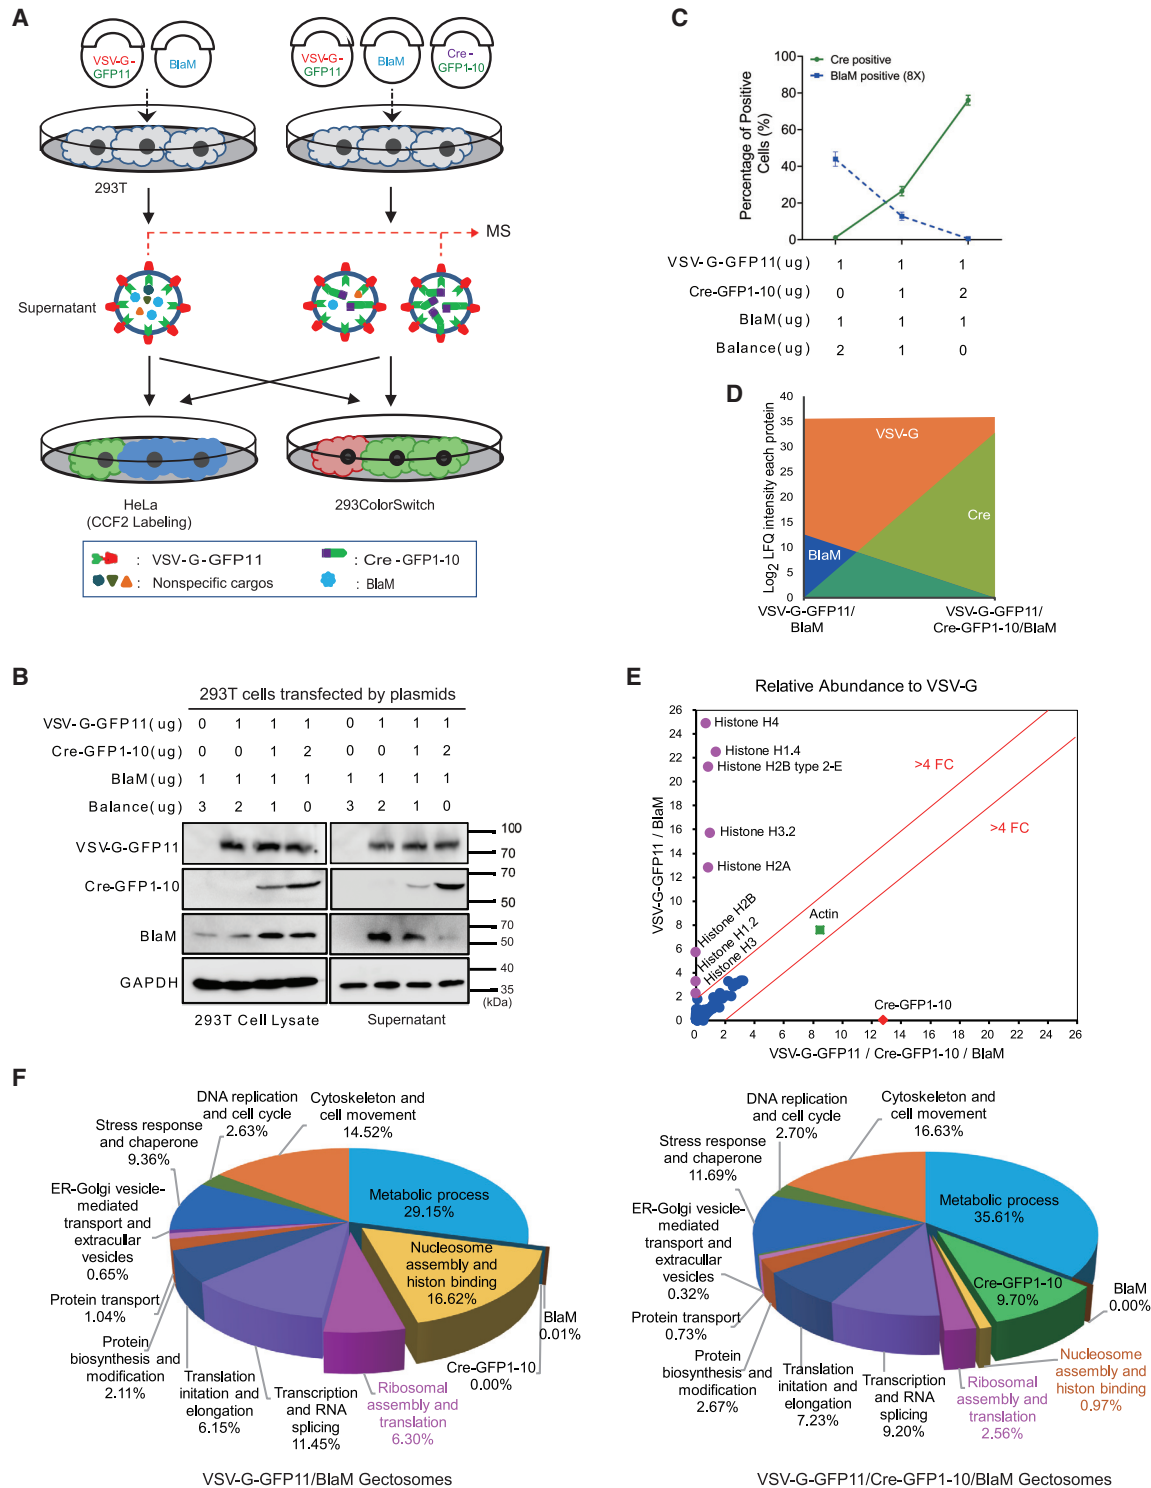 A
VSV-G-
GFP11
BlaM
VSV-G-
GFP11
BlaM
Cre -
GFP1-10
293T
MS
Supernatant
HeLa
(CCF2 Labeling)
293ColorSwitch
: VSV-G-GFP11
: Cre-GFP1-10
: Nonspecific cargos
: BlaM
B
293T cells transfected by plasmids
VSV-G-GFP11(ug) 0 1 1 1 0 1 1 1
Cre-GFP1-10(ug) 0 0 1 2 0 0 1 2
BlaM(ug) 1 1 1 1 1 1 1 1
Balance(ug) 3 2 1 0 3 2 1 0
VSV-G-GFP11
100
70
Cre-GFP1-10
70
50
BlaM
70
50
GAPDH
40
35
(kDa)
293T Cell Lysate
Supernatant
C
Percentage of Positive
Cells (%)
100
80
60
40
20
0
Cre positive
BlaM positive (8X)
VSV-G-GFP11(ug) 1 1 1
Cre-GFP1-10(ug) 0 1 2
BlaM(ug) 1 1 1
Balance(ug) 2 1 0
D
Log2 LFQ intensity each protein
40
35
30
25
20
15
10
5
0
VSV-G
Cre
BlaM
VSV-G-GFP11/
BlaM
VSV-G-GFP11/
Cre-GFP1-10/BlaM
E
Relative Abundance to VSV-G
VSV-G-GFP11 / BlaM
26
24
22
20
18
16
14
12
10
8
6
4
2
0
Histone H4
Histone H1.4
Histone H2B type 2-E
Histone H3.2
Histone H2A
Histone H2B
Histone H1.2
Histone H3
>4 FC
>4 FC
Actin
Cre-GFP1-10
0 2 4 6 8 10 12 14 16 18 20 22 24 26
VSV-G-GFP11 / Cre-GFP1-10 / BlaM
F
DNA replication
and cell cycle
2.63%
Cytoskeleton and
cell movement
14.52%
Stress response
and chaperone
9.36%
ER-Golgi vesicle-
mediated
transport and
extracullar
vesicles
0.65%
Protein transport
1.04%
Protein
biosynthesis and
modification
2.11%
Translation
initation and
elongation
6.15%
Transcription
and RNA
splicing
11.45%
Ribosomal
assembly and
translation
6.30%
Cre-GFP1-10
0.00%
BlaM
0.01%
Metabolic process
29.15%
Nucleosome
assembly and
histon binding
16.62%
VSV-G-GFP11/BlaM Gectosomes
DNA replication
and cell cycle
2.70%
Cytoskeleton and
cell movement
16.63%
Stress response
and chaperone
11.69%
ER-Golgi vesicle-
mediated
transport and
extracullar
vesicles
0.32%
Protein transport
0.73%
Protein
biosynthesis and
modification
2.67%
Translation
initation and
elongation
7.23%
Transcription
and RNA
splicing
9.20%
Ribosomal
assembly and
translation
2.56%
Nucleosome
assembly and
histon binding
0.97%
BlaM
0.00%
Metabolic process
35.61%
Cre-GFP1-10
9.70%
VSV-G-GFP11/Cre-GFP1-10/BlaM Gectosomes